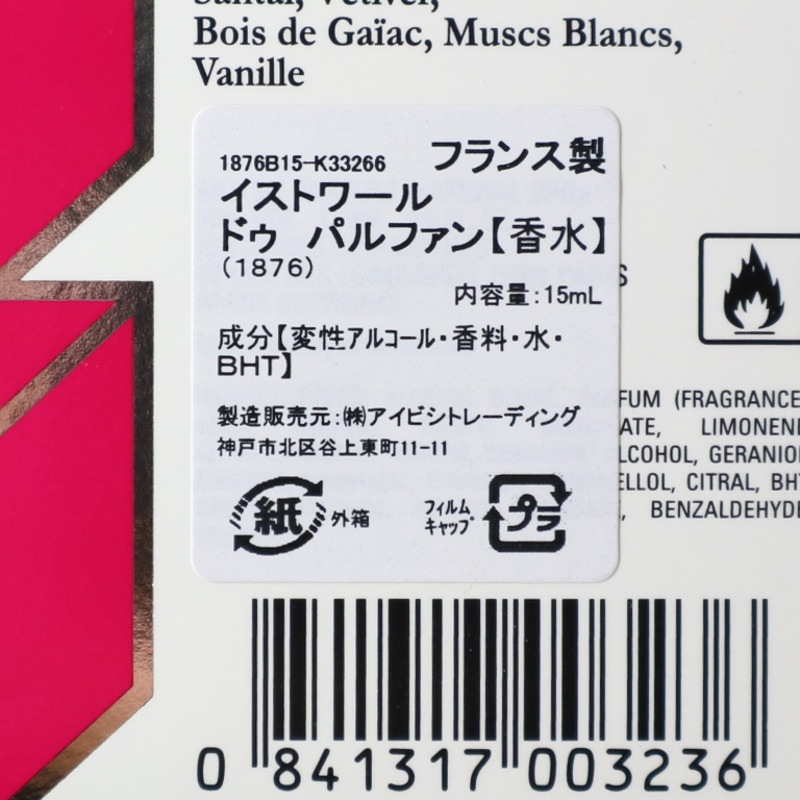 Santal, Vétiver,
Bois de Gaïac, Muscs Blancs,
Vanille
1876B15-K33266 フランス製
イストワール
ドゥ パルファン【香水】
(1876)
内容量:15mL
成分【変性アルコール・香料・水・
BHT】
製造販売元:㈱アイビシトレーディング
神戸市北区谷上東町11-11
紙 外箱
フィルム
キャップ プラ
S
FUM (FRAGRANCE
ATE, LIMONENE
LCOHOL, GERANIO
ELLOL, CITRAL, BHT
, BENZALDEHYDE
0 841317 003236